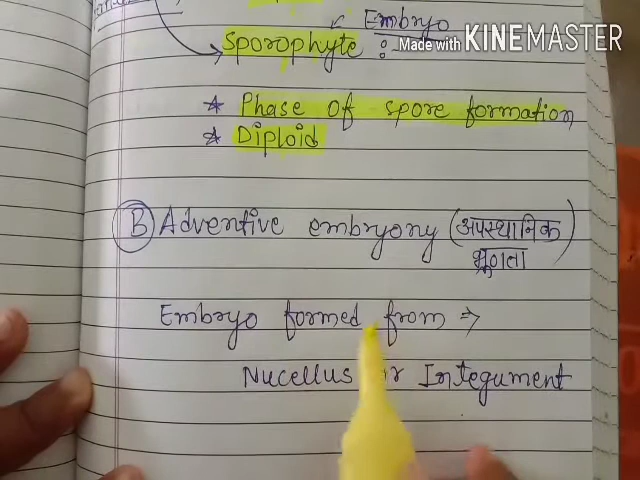 Embryo
Sporophyte :
Made with KINEMASTER
* Phase of spore formation
* Diploid
(B) Adventive embryony (अपस्थानिक
भ्रूणता)
Embryo formed from ⇒
Nucellus or Integument